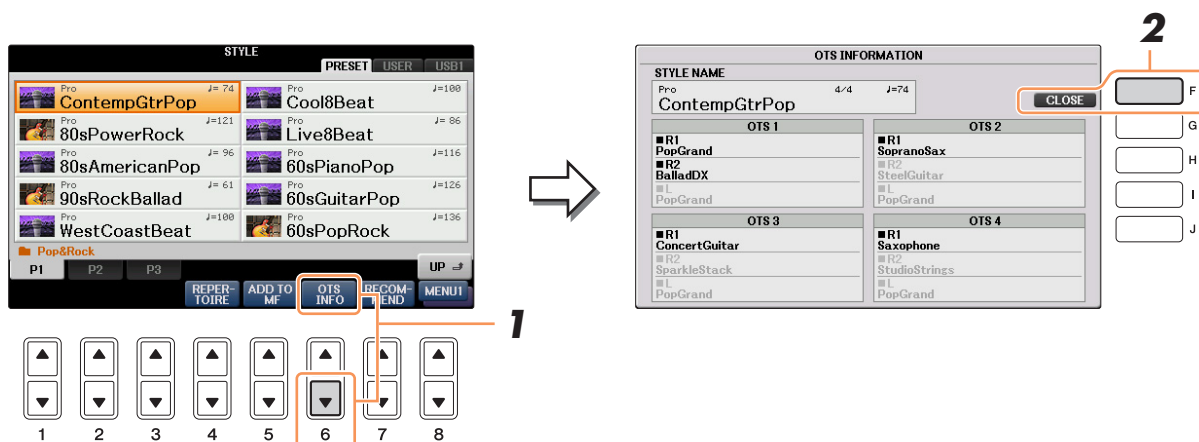 2
STYLE
PRESET USER USB1
Pro ♩= 74
ContempGtrPop
Pro ♩=100
Cool8Beat
Pro ♩=121
80sPowerRock
Pro ♩= 86
Live8Beat
Pro ♩= 96
80sAmericanPop
Pro ♩=116
60sPianoPop
Pro ♩= 61
90sRockBallad
Pro ♩=126
60sGuitarPop
Pro ♩=100
WestCoastBeat
Pro ♩=136
60sPopRock
Pop&Rock
P1 P2 P3 UP
REPER-
TOIRE
ADD TO
MF
OTS
INFO
RECOM-
MEND
MENU1
1
1 2 3 4 5 6 7 8
OTS INFORMATION
STYLE NAME
Pro 4/4 ♩=74
ContempGtrPop
CLOSE
OTS 1
■R1
PopGrand
■R2
BalladDX
■L
PopGrand
OTS 2
■R1
SopranoSax
■R2
SteelGuitar
■L
PopGrand
OTS 3
■R1
ConcertGuitar
■R2
SparkleStack
■L
PopGrand
OTS 4
■R1
Saxophone
■R2
StudioStrings
■L
PopGrand
F
G
H
I
J